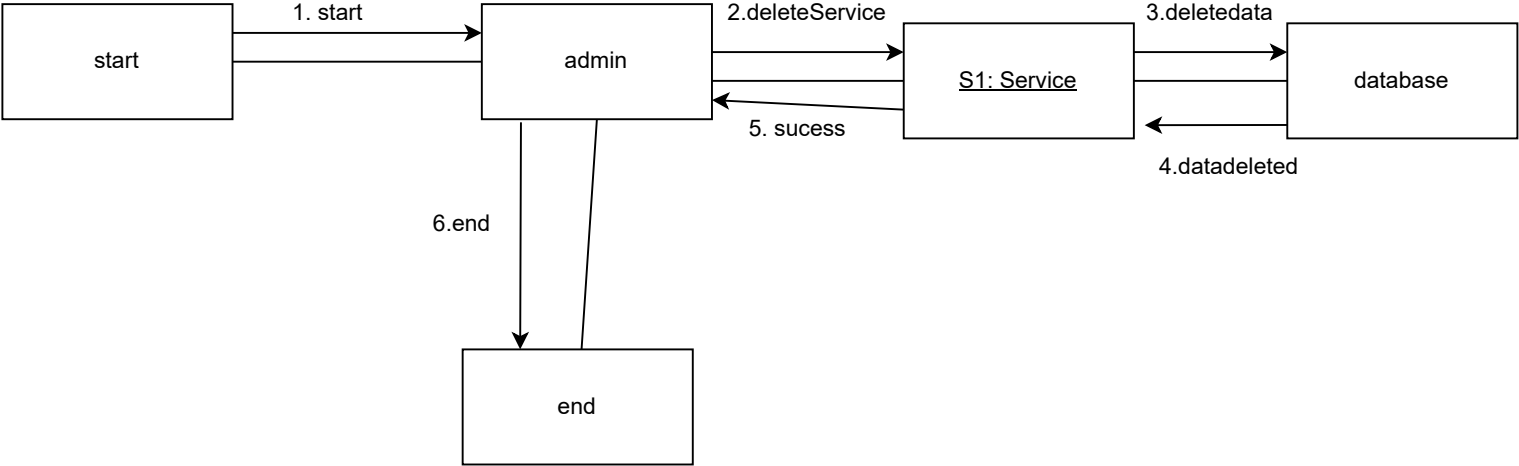 1. start
2.deleteService
3.deletedata
start
admin
S1: Service
database
5. sucess
4.datadeleted
6.end
end